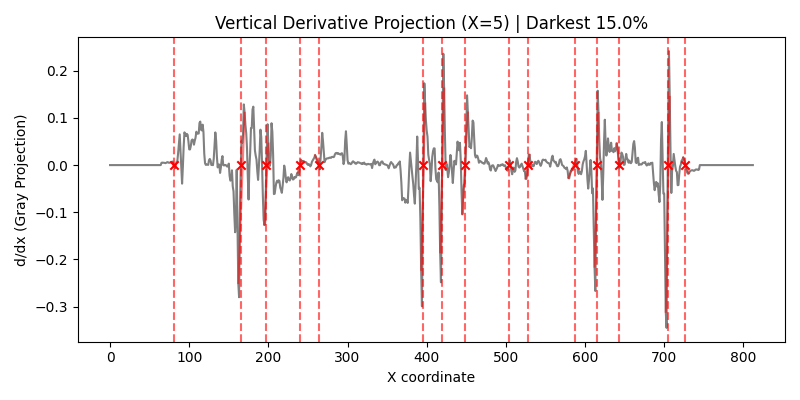 Vertical Derivative Projection (X=5) | Darkest 15.0%
d/dx (Gray Projection)
0.2
0.1
0.0
−0.1
−0.2
−0.3
0 100 200 300 400 500 600 700 800
X coordinate